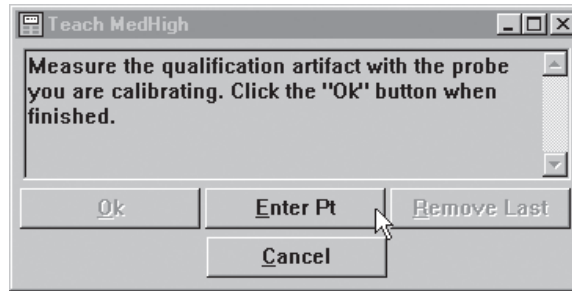 Teach MedHigh
Measure the qualification artifact with the probe
you are calibrating. Click the "Ok" button when
finished.
Ok Enter Pt Remove Last
Cancel